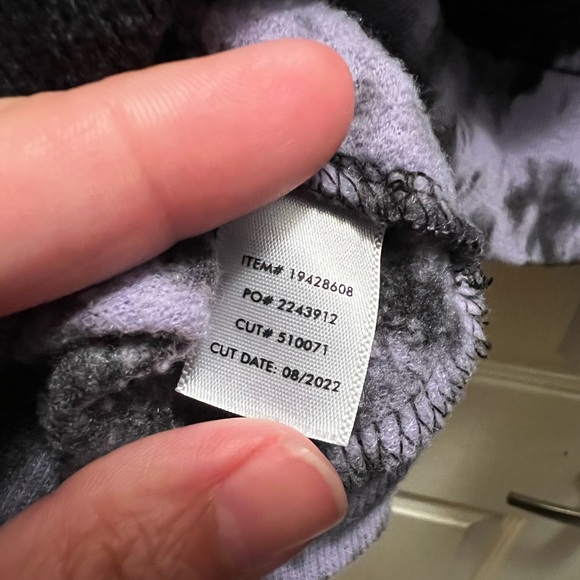 ITEM# 19428608
PO# 2243912
CUT# 510071
CUT DATE: 08/2022